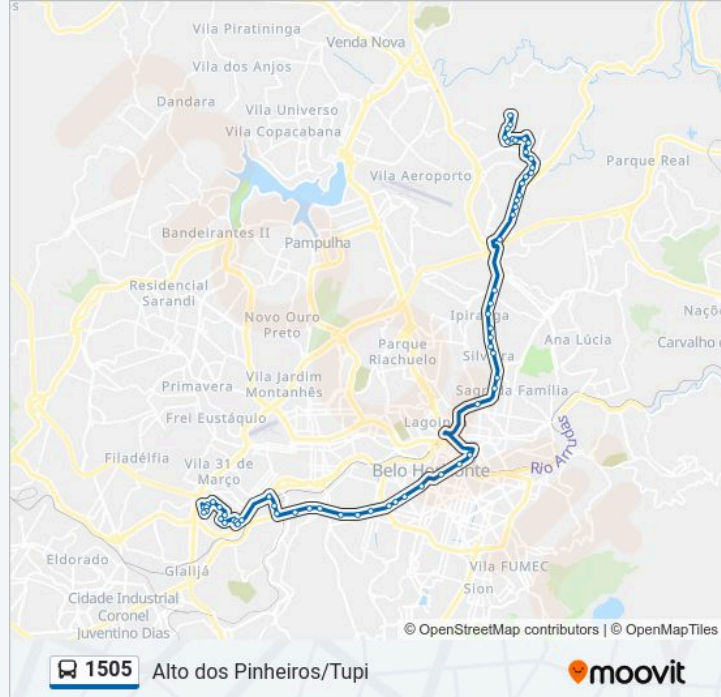 s
Vila Piratininga
Venda Nova
Vila dos Anjos
Dandara
Vila Universo
Vila Copacabana
Parque Real
Vila Aeroporto
Bandeirantes II
Pampulha
Residencial
Sarandi
Novo Ouro
Preto
Ipiranga
Naçõe
Ana Lúcia
Parque
Riachuelo
Carvalho d
Silveira
Vila Jardim
Montanhês
Primavera
Sagrada Família
Frei Eustáquio
Lagoinha
Rio Arrudas
Filadélfia
Vila 31 de
Março
Belo Horizonte
Eldorado
Glalijá
Vila FUMEC
Cidade Industrial
Coronel
Juventino Dias
Sion
© OpenStreetMap contributors | © OpenMapTiles
1505 Alto dos Pinheiros/Tupi
moovit